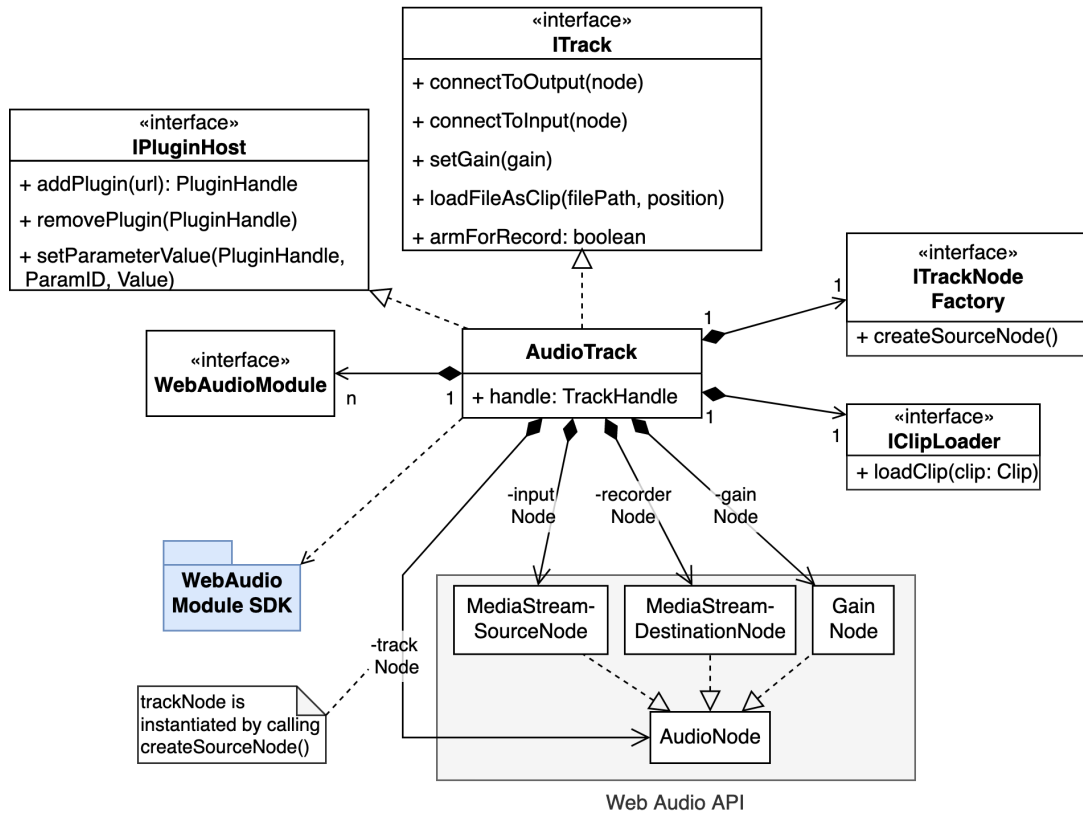 «interface»
ITrack
+ connectToOutput(node)
+ connectToInput(node)
+ setGain(gain)
+ loadFileAsClip(filePath, position)
+ armForRecord: boolean
«interface»
IPluginHost
+ addPlugin(url): PluginHandle
+ removePlugin(PluginHandle)
+ setParameterValue(PluginHandle,
ParamID, Value)
«interface»
ITrackNode
Factory
+ createSourceNode()
1
1
«interface»
WebAudioModule
n
1
AudioTrack
+ handle: TrackHandle
1
1
«interface»
IClipLoader
+ loadClip(clip: Clip)
-input
Node
-recorder
Node
-gain
Node
WebAudio
Module SDK
MediaStream-
SourceNode
MediaStream-
DestinationNode
Gain
Node
-track
Node
trackNode is
instantiated by calling
createSourceNode()
AudioNode
Web Audio API